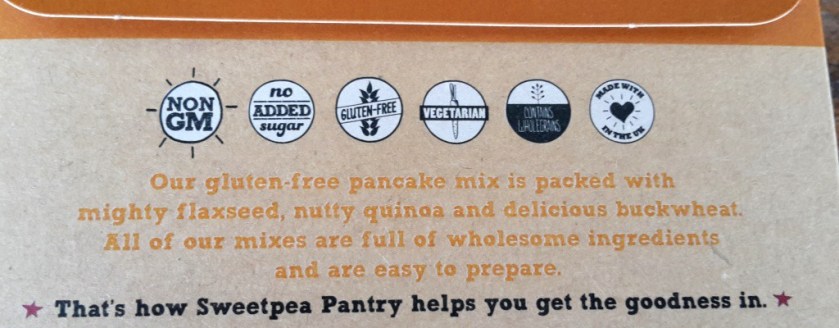 NON
GM
no
ADDED
sugar
GLUTEN-FREE
VEGETARIAN
CONTAINS
WHOLEGRAINS
MADE WITH
IN THE UK
Our gluten-free pancake mix is packed with
mighty flaxseed, nutty quinoa and delicious buckwheat.
All of our mixes are full of wholesome ingredients
and are easy to prepare.
That's how Sweetpea Pantry helps you get the goodness in.